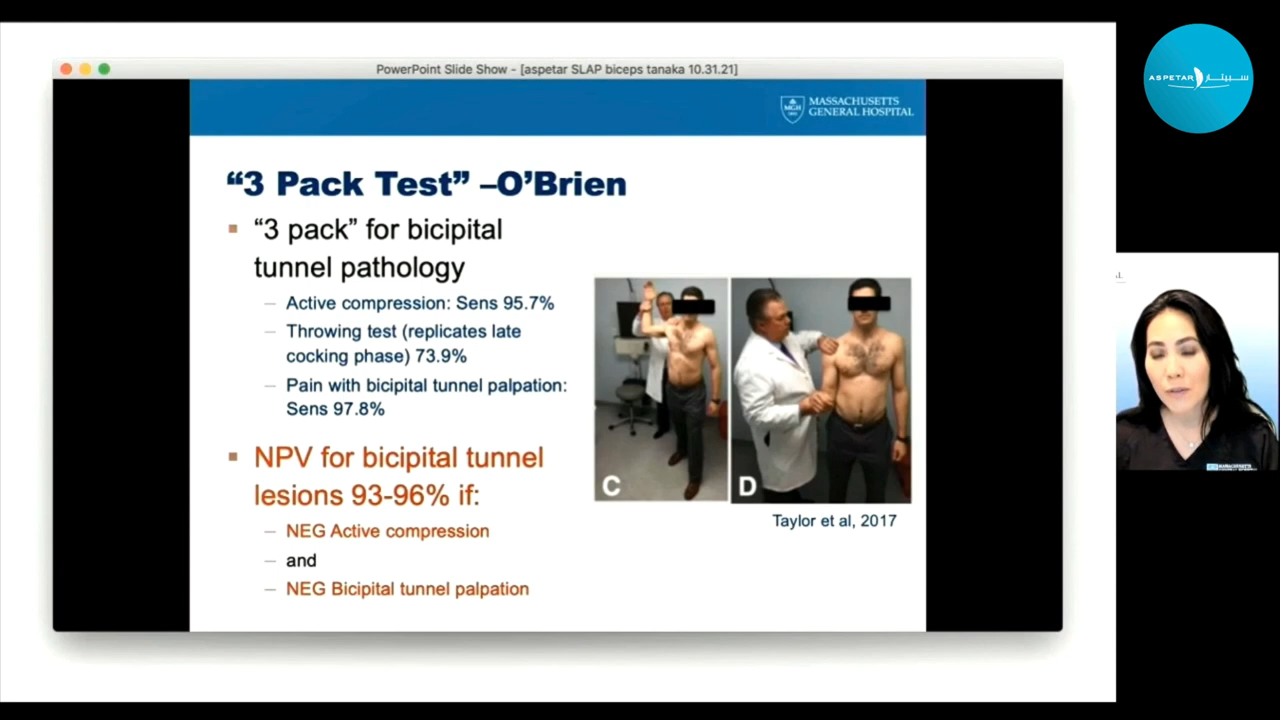 PowerPoint Slide Show - [aspetar SLAP biceps tanaka 10.31.21]
MCH
MASSACHUSETTS
GENERAL HOSPITAL
ASPETAR
سبيتار
“3 Pack Test” –O’Brien
“3 pack” for bicipital
tunnel pathology
Active compression: Sens 95.7%
Throwing test (replicates late
cocking phase) 73.9%
Pain with bicipital tunnel palpation:
Sens 97.8%
NPV for bicipital tunnel
lesions 93-96% if:
NEG Active compression
and
NEG Bicipital tunnel palpation
C
D
Taylor et al, 2017